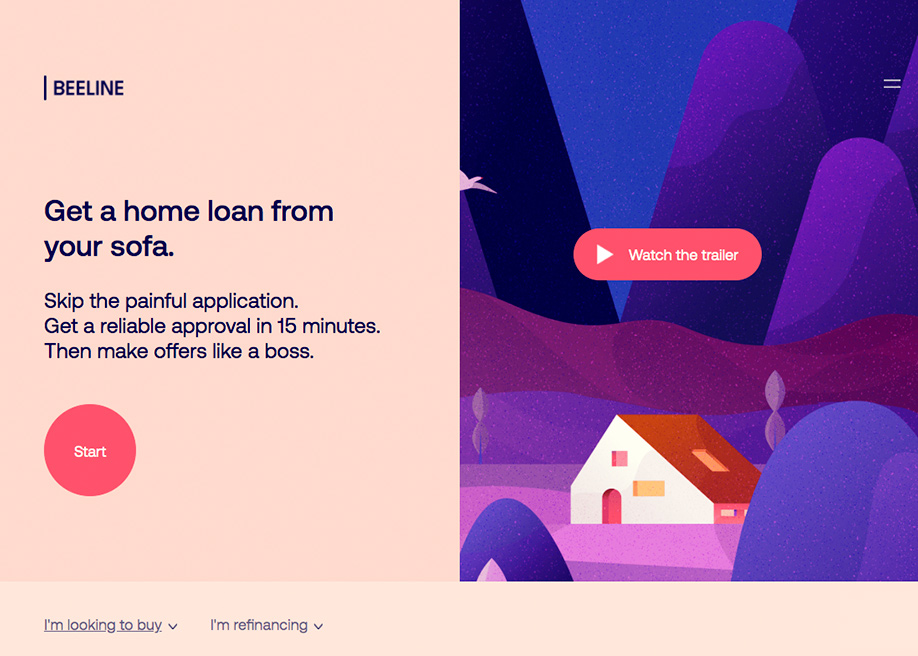 BEELINE
Get a home loan from
your sofa.
Skip the painful application.
Get a reliable approval in 15 minutes.
Then make offers like a boss.
Start
Watch the trailer
I'm looking to buy
I'm refinancing